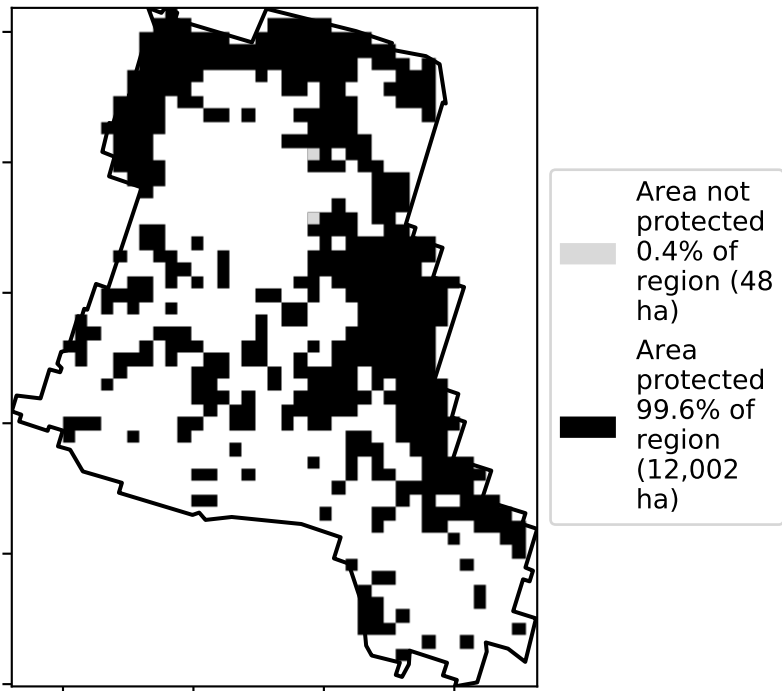 Area not
protected
0.4% of
region (48
ha)
Area
protected
99.6% of
region
(12,002
ha)